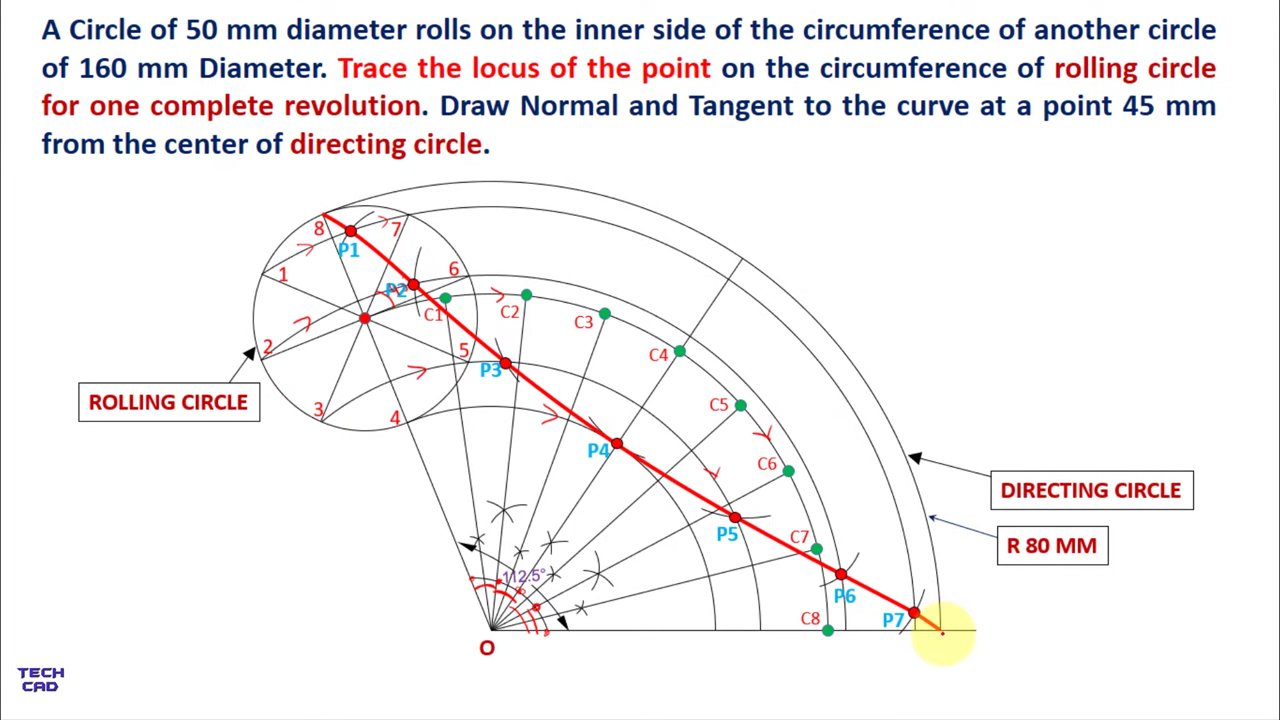 A Circle of 50 mm diameter rolls on the inner side of the circumference of another circle
of 160 mm Diameter. Trace the locus of the point on the circumference of rolling circle
for one complete revolution. Draw Normal and Tangent to the curve at a point 45 mm
from the center of directing circle.
8
7
P1
1
6
P2
C1
C2
C3
2
5
C4
P3
ROLLING CIRCLE
3
4
C5
P4
C6
DIRECTING CIRCLE
P5
C7
R 80 MM
112.5°
P6
C8
P7
O
TECH
CAD